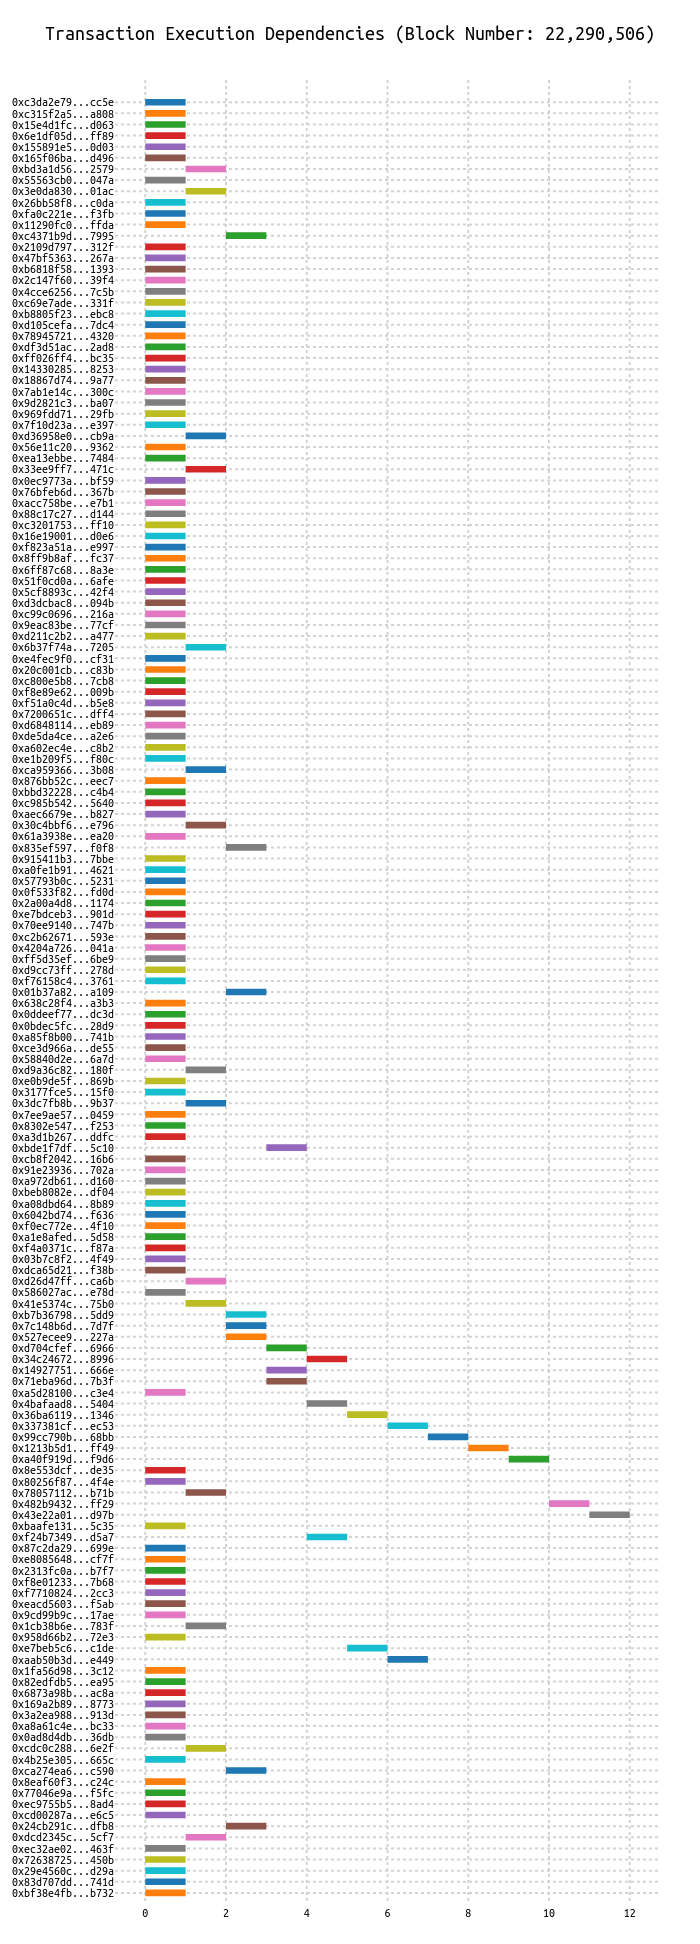 Transaction Execution Dependencies (Block Number: 22,290,506)
0xc3da2e79...cc5e
0xc315f2a5...a808
0x15e4d1fc...d063
0x6e1df05d...ff89
0x155891e5...0d03
0x165f06ba...d496
0xbd3a1d56...2579
0x55563cb0...047a
0x3e0da830...01ac
0x26bb58f8...c0da
0xfa0c221e...f3fb
0x11290fc0...ffda
0xc4371b9d...7995
0x2109d797...312f
0x47bf5363...267a
0xb6818f58...1393
0x2c147f60...39f4
0x4cce6256...7c5b
0xc69e7ade...331f
0xb8805f23...ebc8
0xd105cefa...7dc4
0x78945721...4320
0xdf3d51ac...2ad8
0xff026ff4...bc35
0x14330285...8253
0x18867d74...9a77
0x7ab1e14c...300c
0x9d2821c3...ba07
0x969fdd71...29fb
0x7f10d23a...e397
0xd36958e0...cb9a
0x56e11c20...9362
0xea13ebbe...7484
0x33ee9ff7...471c
0x0ec9773a...bf59
0x76bfeb6d...367b
0xacc758be...e7b1
0x88c17c27...d144
0xc3201753...ff10
0x16e19001...d0e6
0xf823a51a...e997
0x8ff9b8af...fc37
0x6ff87c68...8a3e
0x51f0cd0a...6afe
0x5cf8893c...42f4
0xd3dcbac8...094b
0xc99c0696...216a
0x9eac83be...77cf
0xd211c2b2...a477
0x6b37f74a...7205
0xe4fec9f0...cf31
0x20c001cb...c83b
0xc800e5b8...7cb8
0xf8e89e62...009b
0xf51a0c4d...b5e8
0x7200651c...dff4
0xd6848114...eb89
0xde5da4ce...a2e6
0xa602ec4e...c8b2
0xe1b209f5...f80c
0xca959366...3b08
0x876bb52c...eec7
0xbbd32228...c4b4
0xc985b542...5640
0xaec6679e...b827
0x30c4bbf6...e796
0x61a3938e...ea20
0x835ef597...f0f8
0x915411b3...7bbe
0xa0fe1b91...4621
0x57793b0c...5231
0x0f533f82...fd0d
0x2a00a4d8...1174
0xe7bdceb3...901d
0x70ee9140...747b
0xc2b62671...593e
0x4204a726...041a
0xff5d35ef...6be9
0xd9cc73ff...278d
0xf76158c4...3761
0x01b37a82...a109
0x638c28f4...a3b3
0x0ddeef77...dc3d
0x0bdec5fc...28d9
0xa85f8b00...741b
0xce3d966a...de55
0x58840d2e...6a7d
0xd9a36c82...180f
0xe0b9de5f...869b
0x3177fce5...15f0
0x3dc7fb8b...9b37
0x7ee9ae57...0459
0x8302e547...f253
0xa3d1b267...ddfc
0xbde1f7df...5c10
0xcb8f2042...16b6
0x91e23936...702a
0xa972db61...d160
0xbeb8082e...df04
0xa08dbd64...8b89
0x6042bd74...f636
0xf0ec772e...4f10
0xa1e8afed...5d58
0xf4a0371c...f87a
0x03b7c8f2...4f49
0xdca65d21...f38b
0xd26d47ff...ca6b
0x586027ac...e78d
0x41e5374c...75b0
0xb7b36798...5dd9
0x7c148b6d...7d7f
0x527ecee9...227a
0xd704cfef...6966
0x34c24672...8996
0x14927751...666e
0x71eba96d...7b3f
0xa5d28100...c3e4
0x4bafaad8...5404
0x36ba6119...1346
0x337381cf...ec53
0x99cc790b...68bb
0x1213b5d1...ff49
0xa40f919d...f9d6
0x8e553dcf...de35
0x80256f87...4f4e
0x78057112...b71b
0x482b9432...ff29
0x43e22a01...d97b
0xbaafe131...5c35
0xf24b7349...d5a7
0x87c2da29...699e
0xe8085648...cf7f
0x2313fc0a...b7f7
0xf8e01233...7b68
0xf7710824...2cc3
0xeacd5603...f5ab
0x9cd99b9c...17ae
0x1cb38b6e...783f
0x958d66b2...72e3
0xe7beb5c6...c1de
0xaab50b3d...e449
0x1fa56d98...3c12
0x82edfdb5...ea95
0x6873a98b...ac8a
0x169a2b89...8773
0x3a2ea988...913d
0xa8a61c4e...bc33
0x0ad8d4db...36db
0xcdc0c288...6e2f
0x4b25e305...665c
0xca274ea6...c590
0x8eaf60f3...c24c
0x77046e9a...f5fc
0xec9755b5...8ad4
0xcd00287a...e6c5
0x24cb291c...dfb8
0xdcd2345c...5cf7
0xec32ae02...463f
0x72638725...450b
0x29e4560c...d29a
0x83d707dd...741d
0xbf38e4fb...b732
0 2 4 6 8 10 12